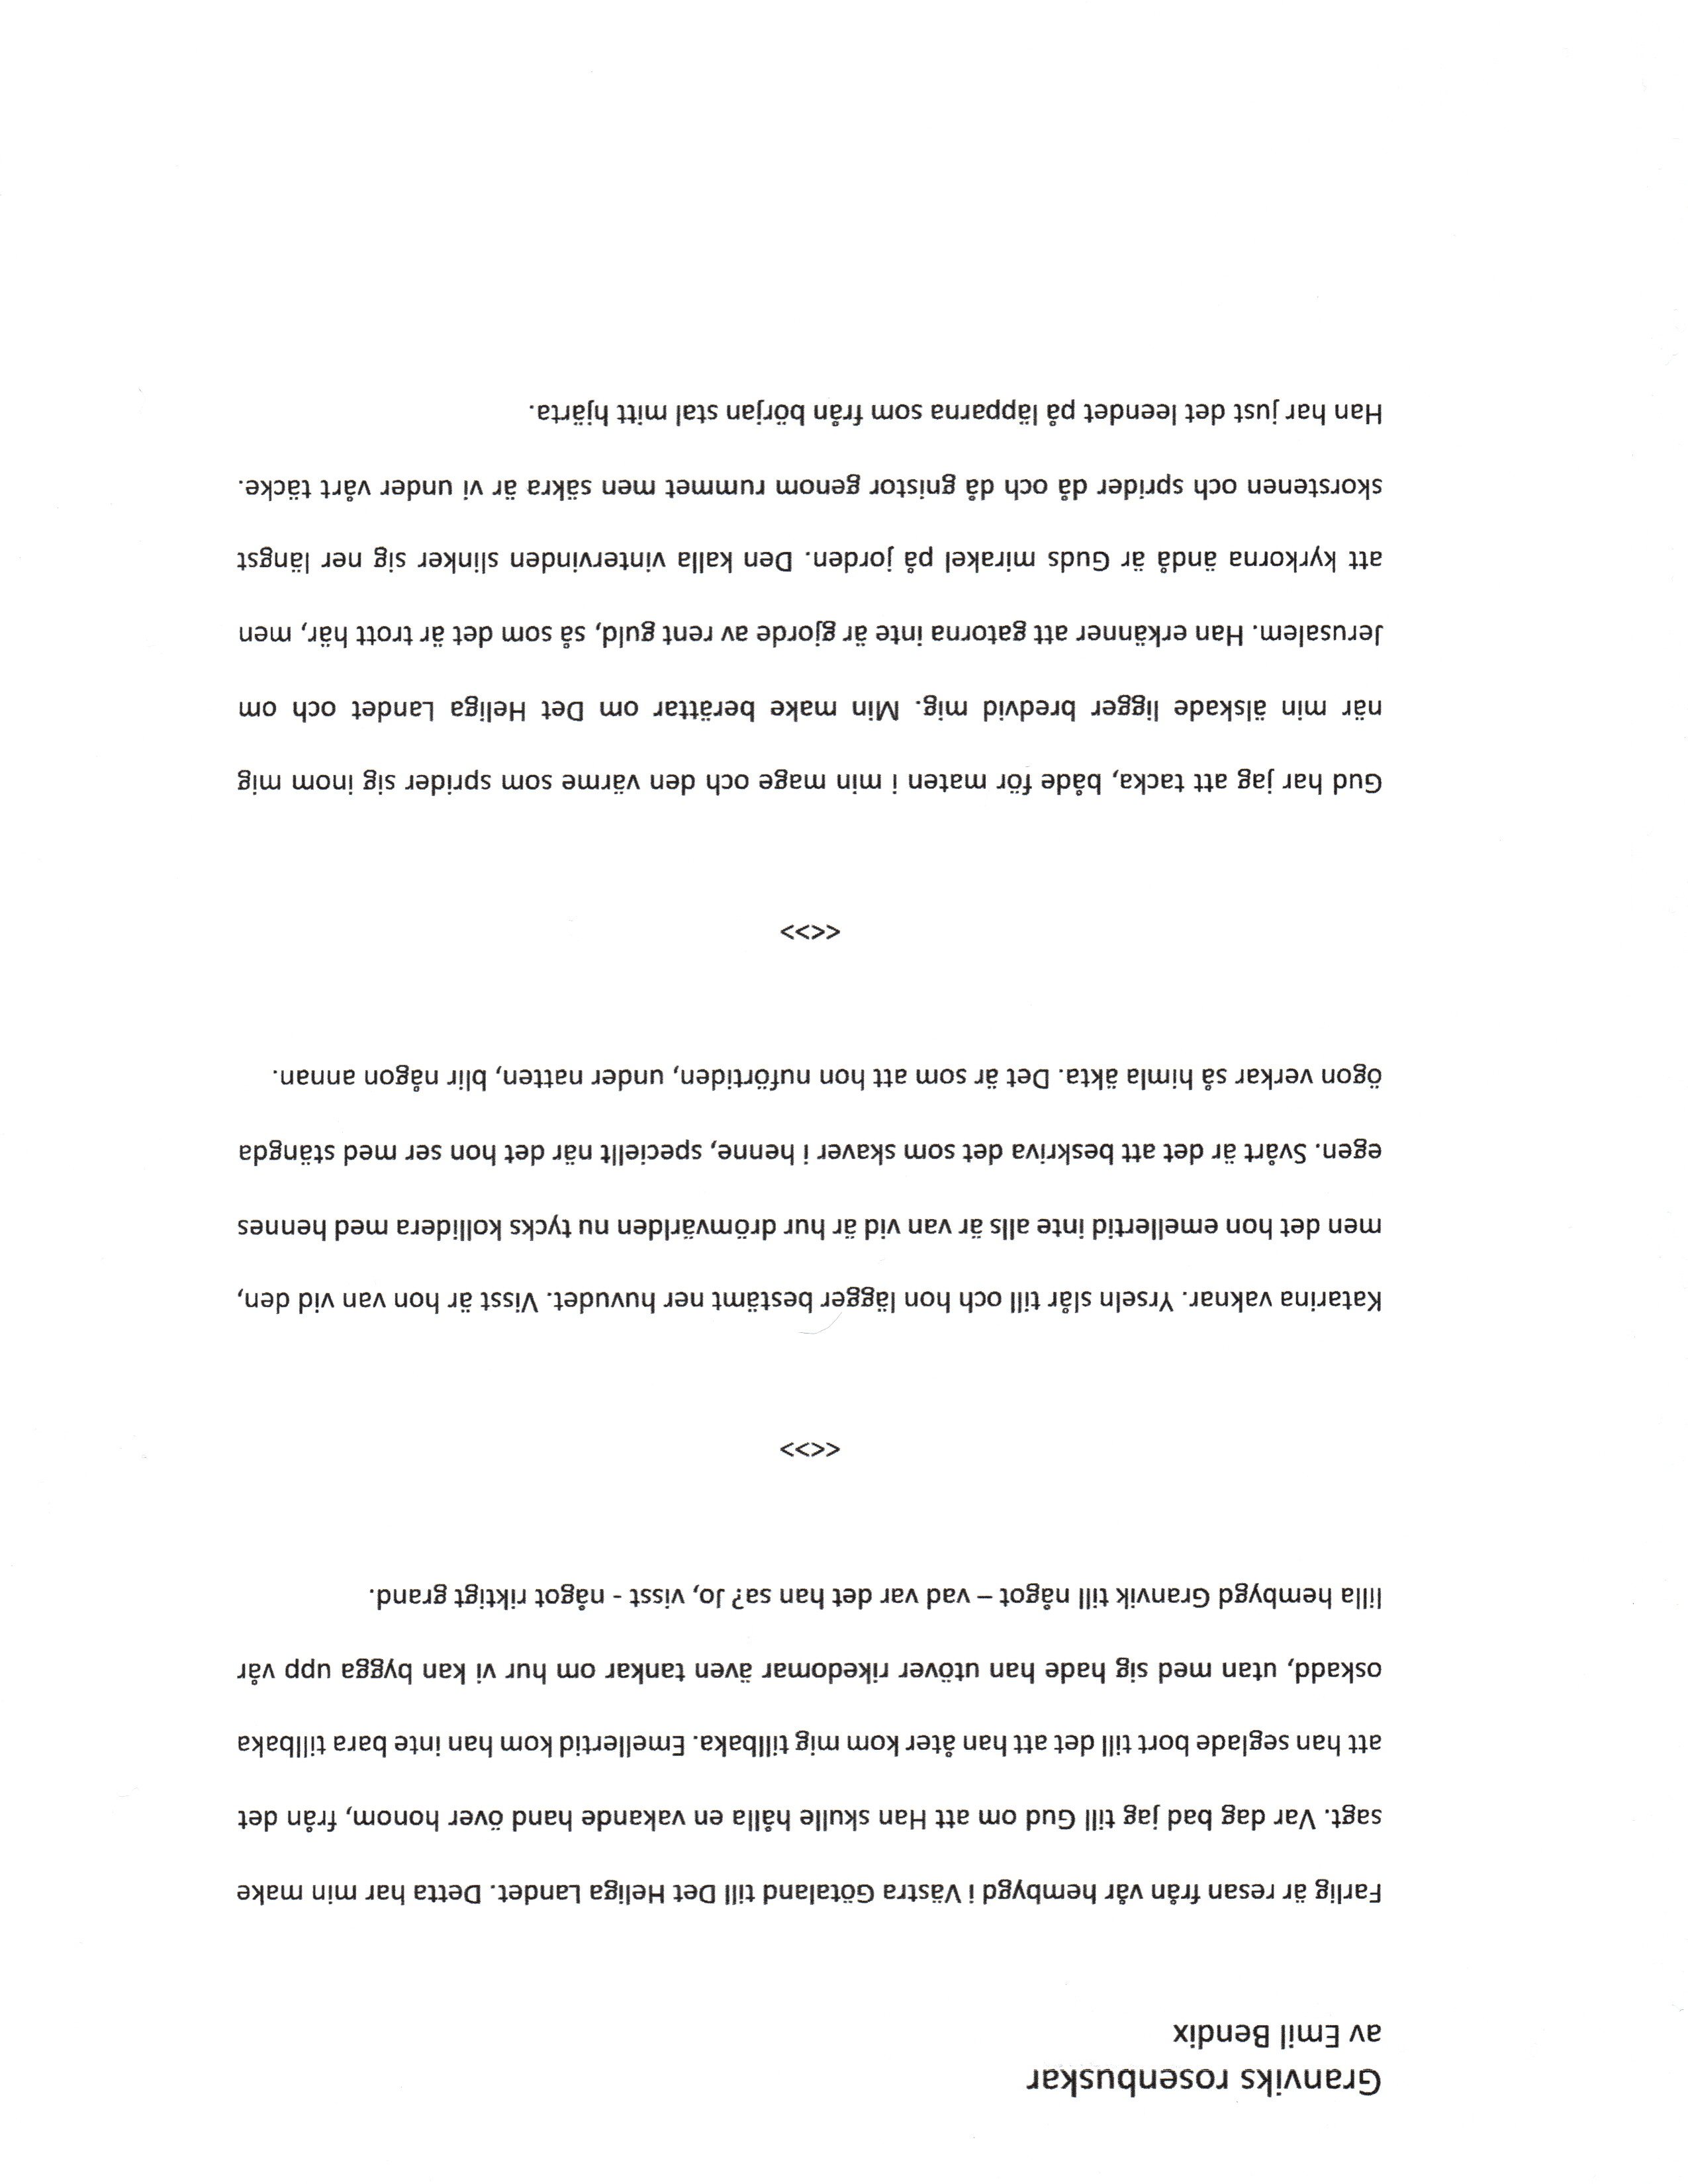 Granviks rosenbuskar
av Emil Bendix
Farlig är resan från vår hembygd i Västra Götaland till Det Heliga Landet. Detta har min make
sagt. Var dag bad jag till Gud om att Han skulle hålla en vakande hand över honom, från det
att han seglade bort till det att han åter kom mig tillbaka. Emellertid kom han inte bara tillbaka
oskadd, utan med sig hade han utöver rikedomar även tankar om hur vi kan bygga upp vår
lilla hembygd Granvik till något – vad var det han sa? Jo, visst - något riktigt grand.
<<>>
Katarina vaknar. Yrseln slår till och hon lägger bestämt ner huvudet. Visst är hon van vid den,
men det hon emellertid inte alls är van vid är hur drömvärlden nu tycks kollidera med hennes
egen. Svårt är det att beskriva det som skaver i henne, speciellt när det hon ser med stängda
ögon verkar så himla äkta. Det är som att hon nuförtiden, under natten, blir någon annan.
<<>>
Gud har jag att tacka, både för maten i min mage och den värme som sprider sig inom mig
när min älskade ligger bredvid mig. Min make berättar om Det Heliga Landet och om
Jerusalem. Han erkänner att gatorna inte är gjorde av rent guld, så som det är trott här, men
att kyrkorna ändå är Guds mirakel på jorden. Den kalla vintervinden slinker sig ner längst
skorstenen och sprider då och då gnistor genom rummet men säkra är vi under vårt täcke.
Han har just det leendet på läpparna som från början stal mitt hjärta.